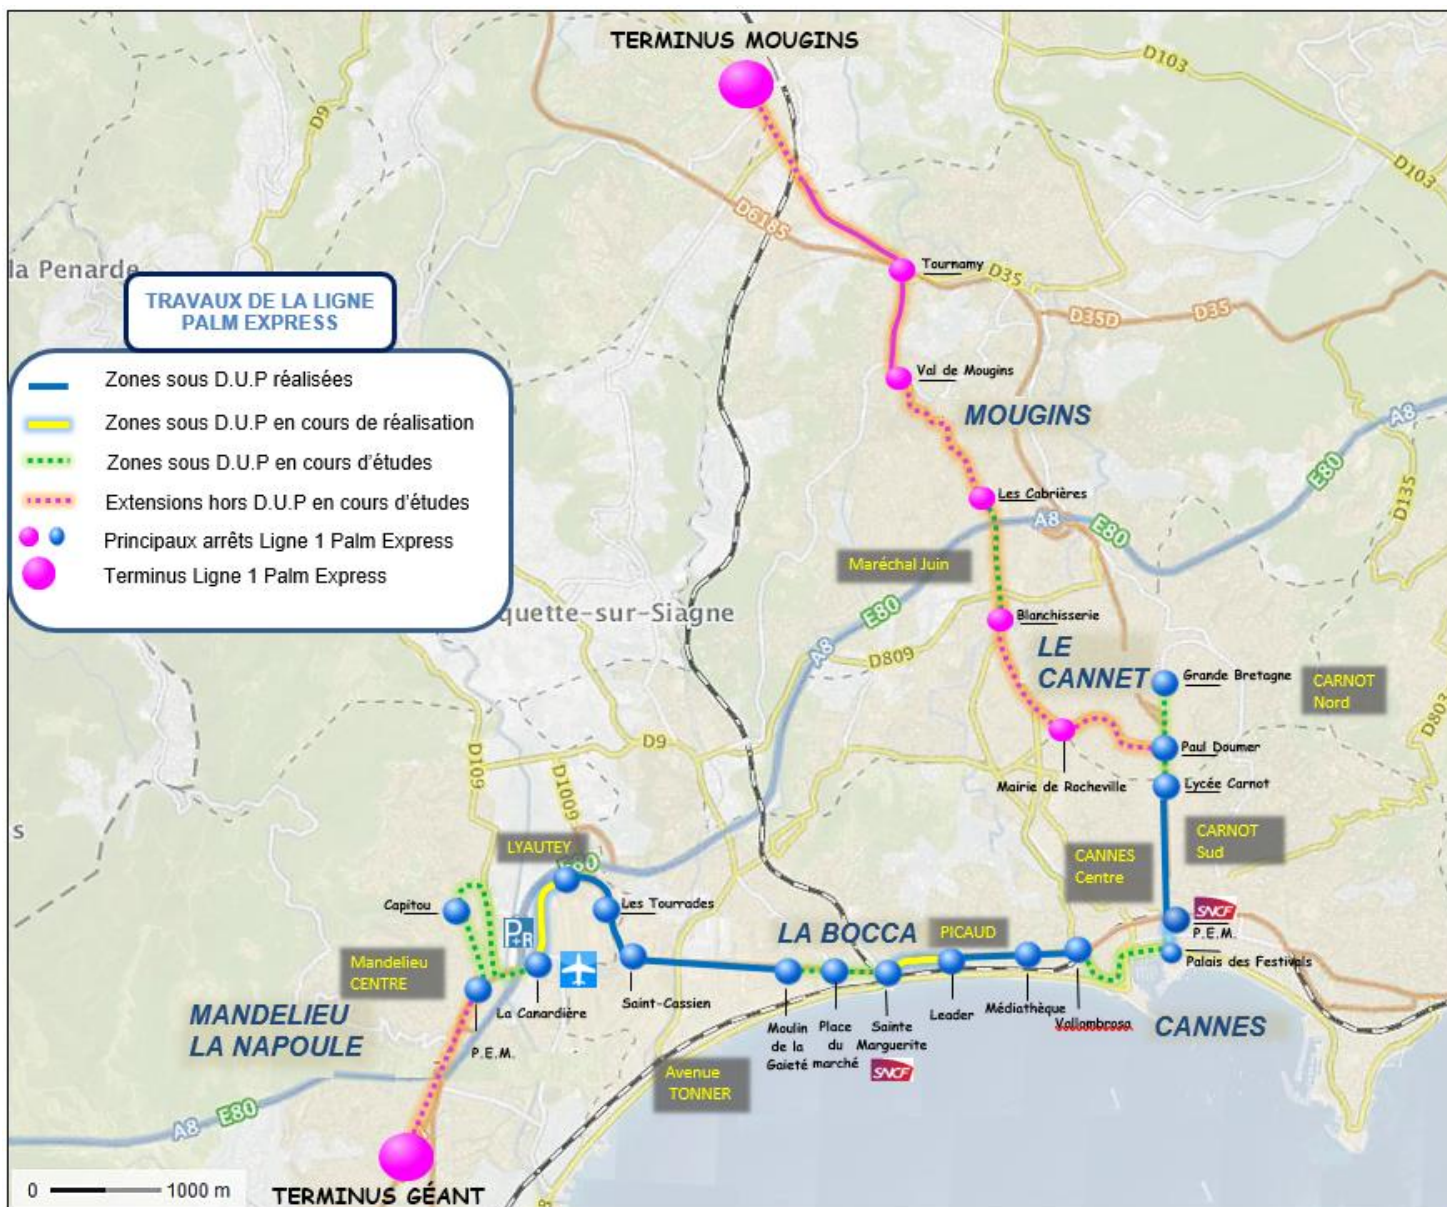 TERMINUS MOUGINS
D103
D9
D103
D6185
la Penarde
Tournamy
D35
D35D
D35
TRAVAUX DE LA LIGNE
PALM EXPRESS
Zones sous D.U.P réalisées
Zones sous D.U.P en cours de réalisation
Zones sous D.U.P en cours d'études
Extensions hors D.U.P en cours d'études
Principaux arrêts Ligne 1 Palm Express
Terminus Ligne 1 Palm Express
Val de Mougins
MOUGINS
A8
E80
D135
Les Cabrières
A8
E80
Maréchal Juin
quette-sur-Siagne
E80
A8
D809
Blanchisserie
LE
CANNET
Grande Bretagne
CARNOT
Nord
D803
D9
Paul Doumer
D109
D1009
Mairie de Rocheville
Lycée Carnot
s
LYAUTEY
E80
CANNES
Centre
CARNOT
Sud
Capitou
Les Tourrades
P+R
LA BOCCA
PICAUD
SNCF
P.E.M.
Mandelieu
CENTRE
Palais des Festivals
La Canardière
Saint-Cassien
MANDELIEU
LA NAPOULE
P.E.M.
Moulin
de la
Gaieté
Place
du
marché
Sainte
Marguerite
SNCF
Leader
Médiathèque
Vallombrosa
CANNES
Avenue
TONNER
A8
E80
0
1000 m
TERMINUS GÉANT